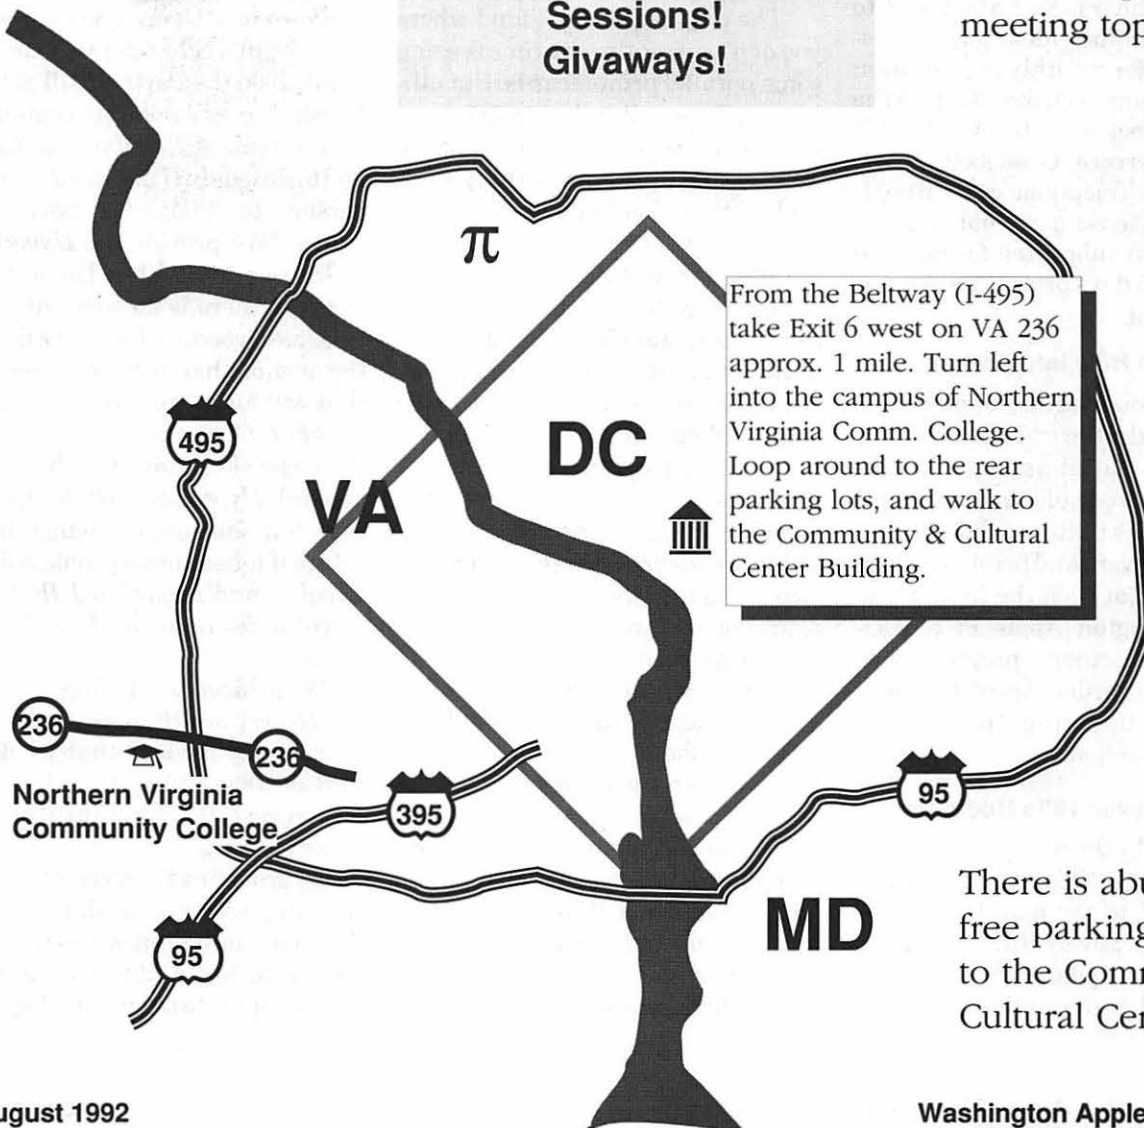 Sessions!
Givaways!
meeting top
π
From the Beltway (I-495)
take Exit 6 west on VA 236
approx. 1 mile. Turn left
into the campus of Northern
Virginia Comm. College.
Loop around to the rear
parking lots, and walk to
the Community & Cultural
Center Building.
495
DC
VA
236
236
Northern Virginia
Community College
395
95
MD
95
There is abu
free parking
to the Comm
Cultural Cen
ugust 1992
Washington Apple